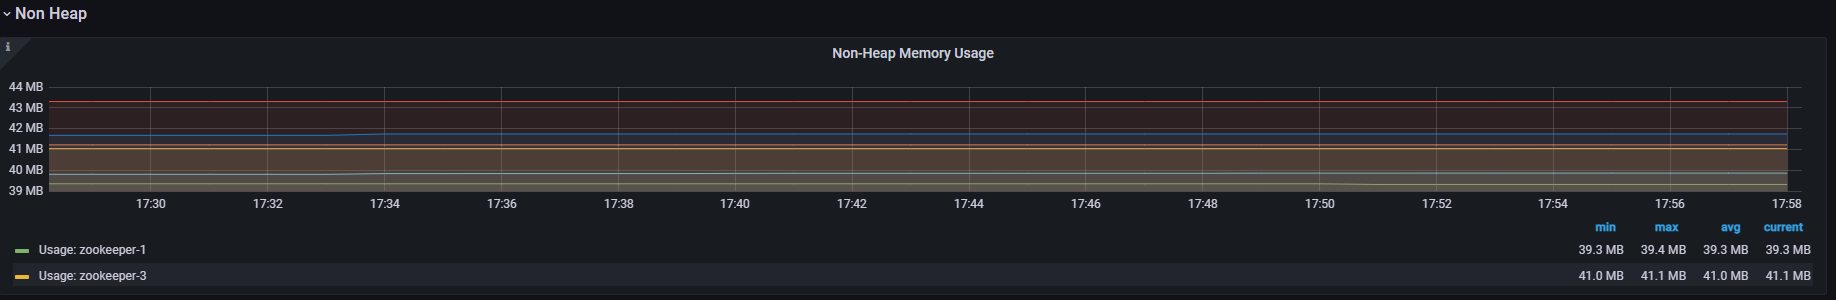 Non Heap
i
Non-Heap Memory Usage
44 MB
43 MB
42 MB
41 MB
40 MB
39 MB
17:30 17:32 17:34 17:36 17:38 17:40 17:42 17:44 17:46 17:48 17:50 17:52 17:54 17:56 17:58
min max avg current
Usage: zookeeper-1 39.3 MB 39.4 MB 39.3 MB 39.3 MB
Usage: zookeeper-3 41.0 MB 41.1 MB 41.0 MB 41.1 MB